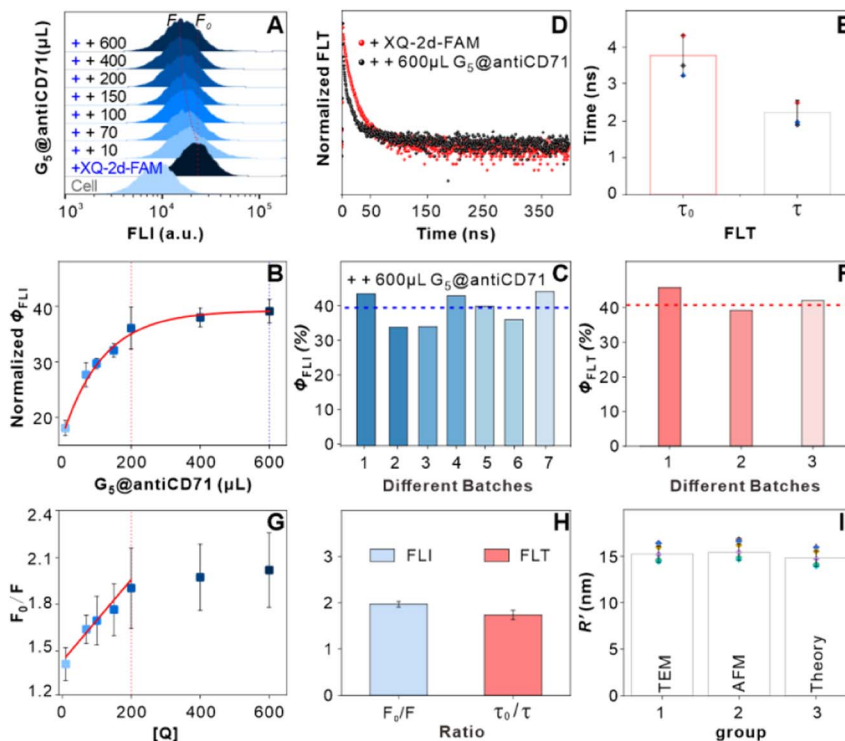 A
F F₀
G₅@antiCD71(µL)
+ + 600
+ + 400
+ + 200
+ + 150
+ + 100
+ + 70
+ + 10
+XQ-2d-FAM
Cell
10³ 10⁴ 10⁵
FLI (a.u.)
D
+ XQ-2d-FAM
+ + 600µL G₅@antiCD71
Normalized FLT
0 50 150 250 350
Time (ns)
E
Time (ns)
4
3
2
1
0
τ₀ τ
FLT
B
Normalized Φ_FLI
40
30
20
0 200 400 600
G₅@antiCD71 (µL)
+ + 600µL G₅@antiCD71 C
Φ_FLI (%)
40
30
20
10
0
1 2 3 4 5 6 7
Different Batches
F
Φ_FLT (%)
50
40
30
20
10
0
1 2 3
Different Batches
G
F₀/ F
2.4
2.1
1.8
1.5
1.2
0 200 400 600
[Q]
H
FLI FLT
3
2
1
0
F₀/F τ₀/τ
Ratio
I
R' (nm)
20
15
10
5
0
TEM AFM Theory
1 2 3
group